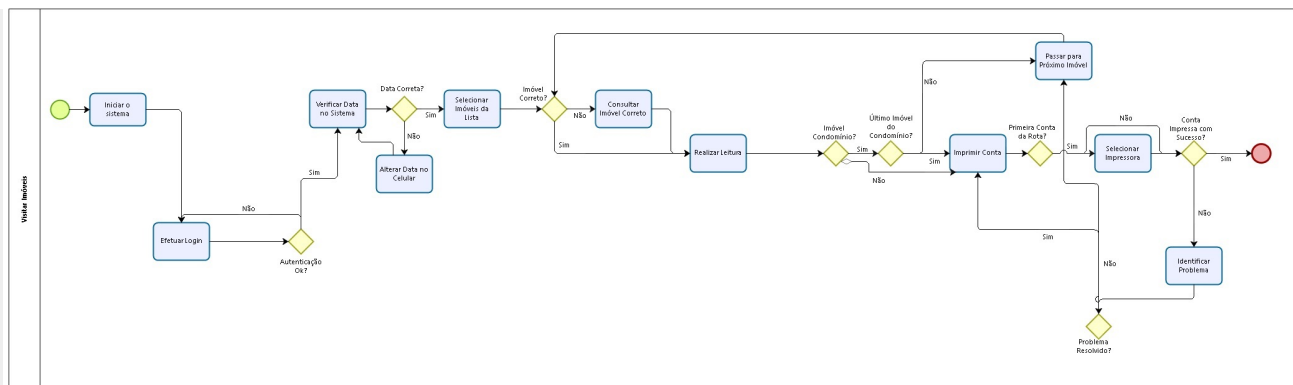 Visitar Imóveis
Iniciar o
sistema
Efetuar Login
Autenticação
Ok?
Não
Sim
Verificar Data
no Sistema
Data Correta?
Sim
Não
Alterar Data no
Celular
Selecionar
Imóveis da
Lista
Imóvel
Correto?
Não
Sim
Consultar
Imóvel Correto
Realizar Leitura
Imóvel
Condomínio?
Sim
Não
Último Imóvel
do
Condomínio?
Não
Sim
Passar para
Próximo Imóvel
Imprimir Conta
Primeira Conta
da Rota?
Não
Sim
Selecionar
Impressora
Conta
Impressa com
Sucesso?
Sim
Não
Identificar
Problema
Sim
Não
Problema
Resolvido?